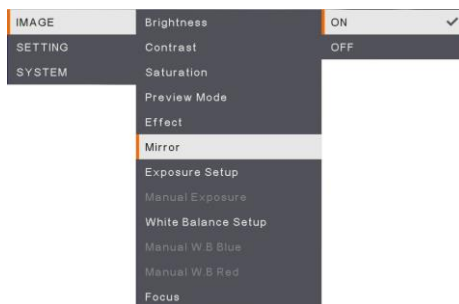 IMAGE
SETTING
SYSTEM
Brightness
Contrast
Saturation
Preview Mode
Effect
Mirror
Exposure Setup
Manual Exposure
White Balance Setup
Manual W.B Blue
Manual W.B Red
Focus
ON
OFF